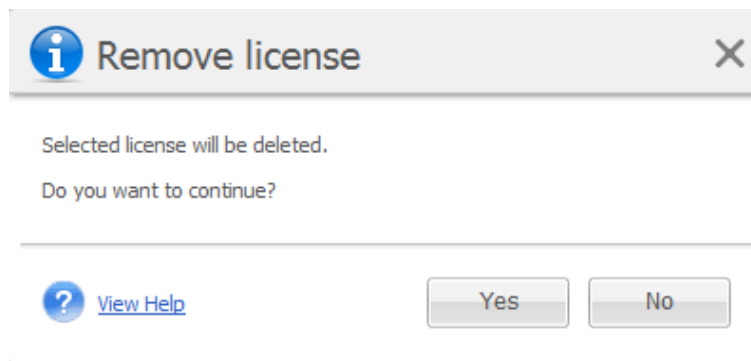 Remove license
Selected license will be deleted.
Do you want to continue?
View Help
Yes
No